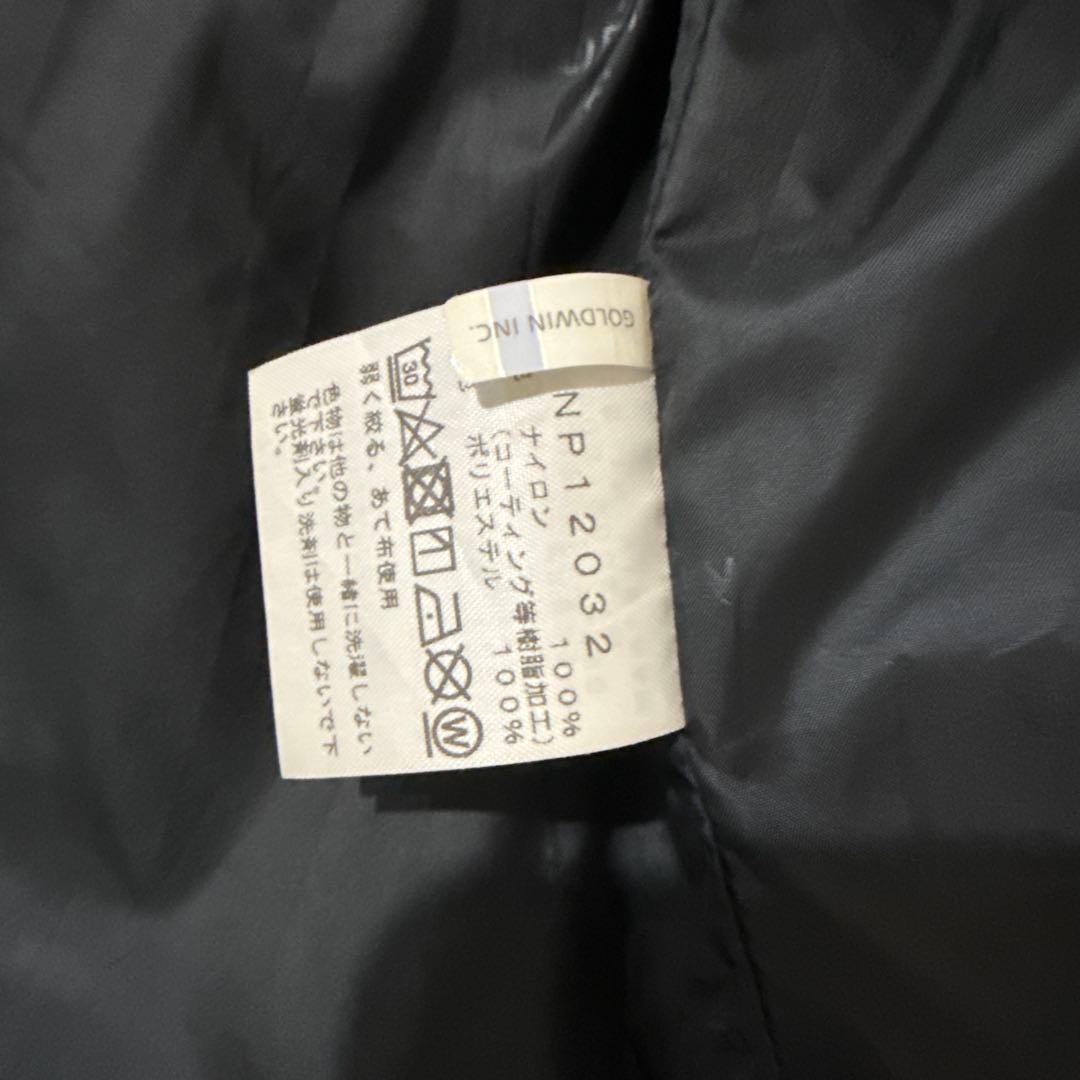 GOLDWIN INC.
NP12032
ナイロン 100%
(コーティング等樹脂加工)
ポリエステル 100%
30
W
弱く絞る、あて布使用
色物は他の物と一緒に洗濯しない
で下さい。
蛍光剤入り洗剤は使用しないで下
さい。